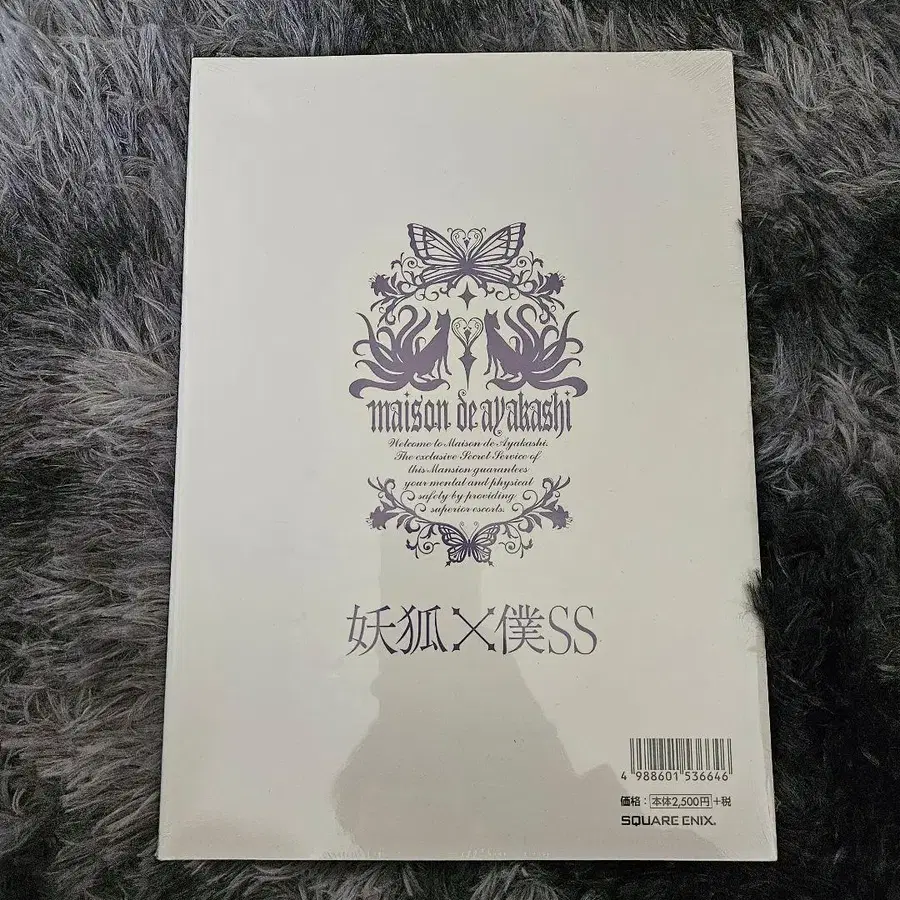 maison de ayakashi
Welcome to Maison de Ayakashi.
The exclusive Secret Service of
this Mansion guarantees
your mental and physical
safety by providing
superior escorts.
妖狐×僕SS
4 988601 536646
価格：本体2,500円+税
SQUARE ENIX.